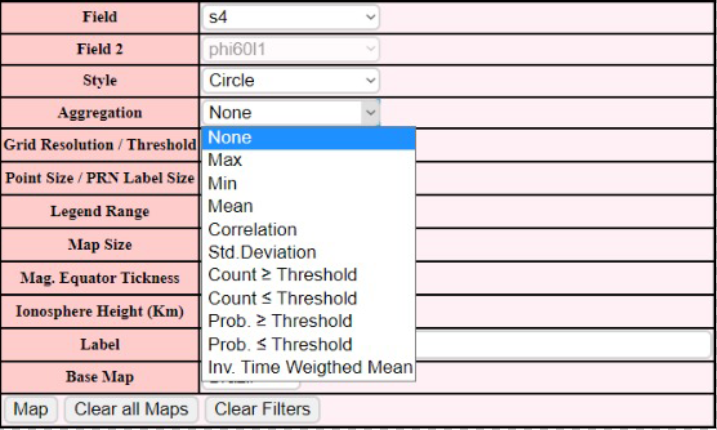 Field s4
Field 2 phi60l1
Style Circle
Aggregation None
Grid Resolution / Threshold None
Max
Point Size / PRN Label Size Min
Legend Range Mean
Correlation
Map Size Std.Deviation
Mag. Equator Tickness Count ≥ Threshold
Count ≤ Threshold
Ionosphere Height (Km) Prob. ≥ Threshold
Label Prob. ≤ Threshold
Base Map Inv. Time Weigthed Mean
Map Clear all Maps Clear Filters